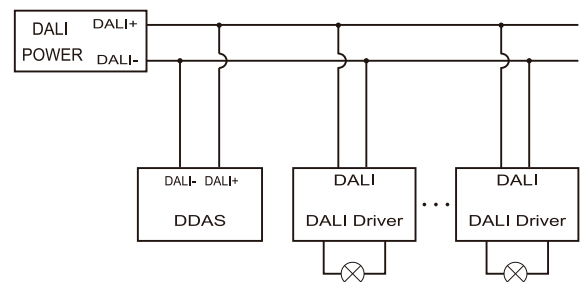 DALI DALI+
POWER
DALI-
DALI- DALI+
DDAS
DALI
DALI Driver
...
DALI
DALI Driver